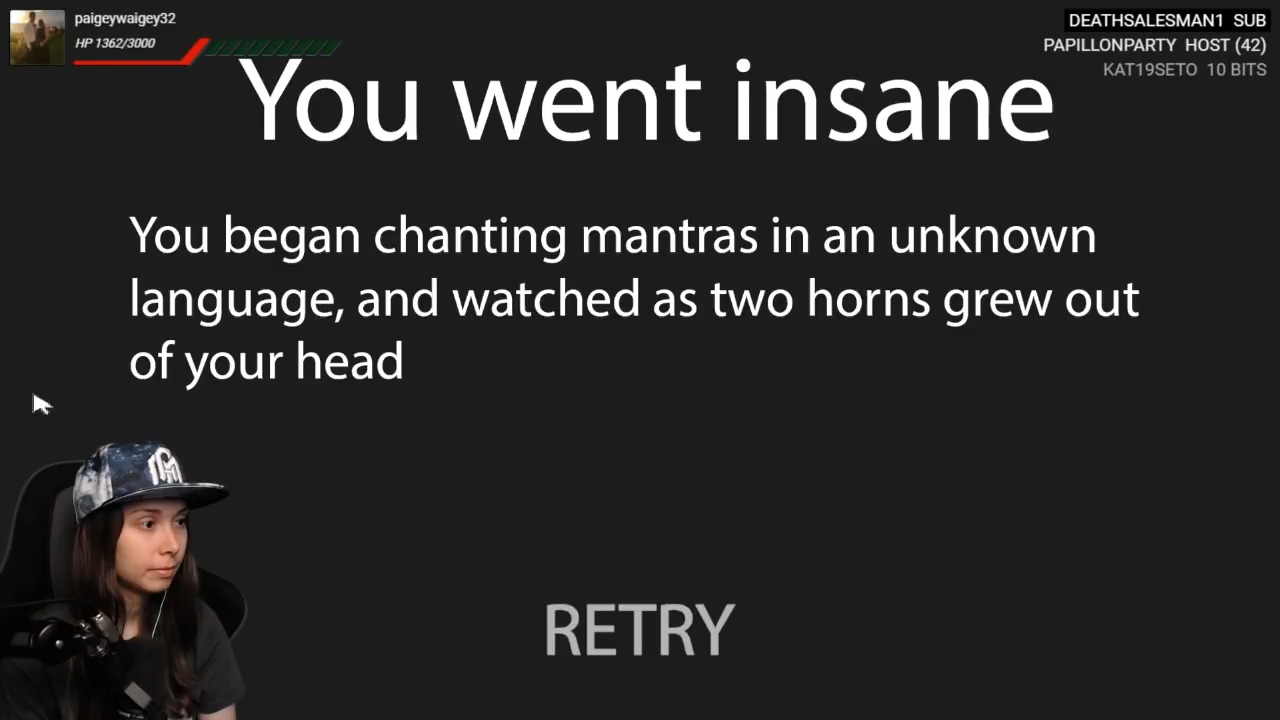 paigeywaigey32
HP 1362/3000
DEATHSALESMAN1 SUB
PAPILLONPARTY HOST (42)
KAT19SETO 10 BITS
You went insane
You began chanting mantras in an unknown
language, and watched as two horns grew out
of your head
RETRY